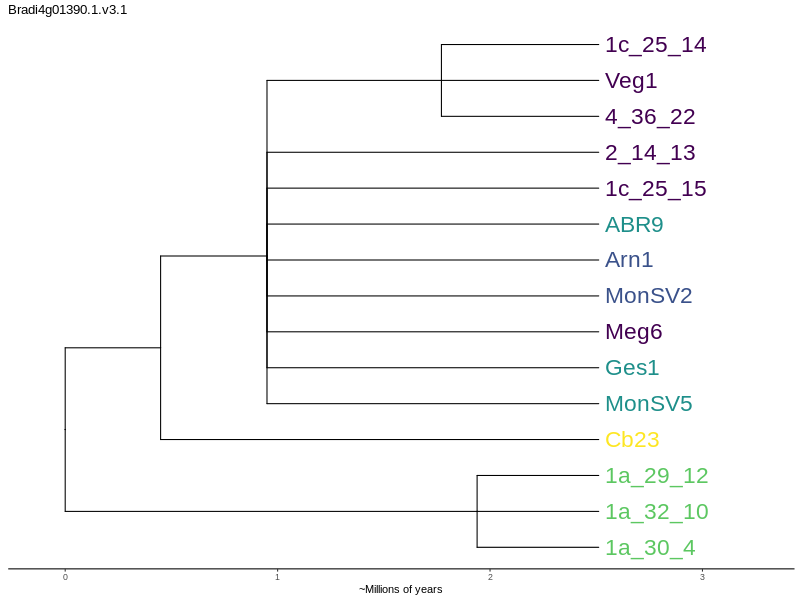 Bradi4g01390.1.v3.1
1c_25_14
Veg1
4_36_22
2_14_13
1c_25_15
ABR9
Arn1
MonSV2
Meg6
Ges1
MonSV5
Cb23
1a_29_12
1a_32_10
1a_30_4
0 1 2 3
~Millions of years